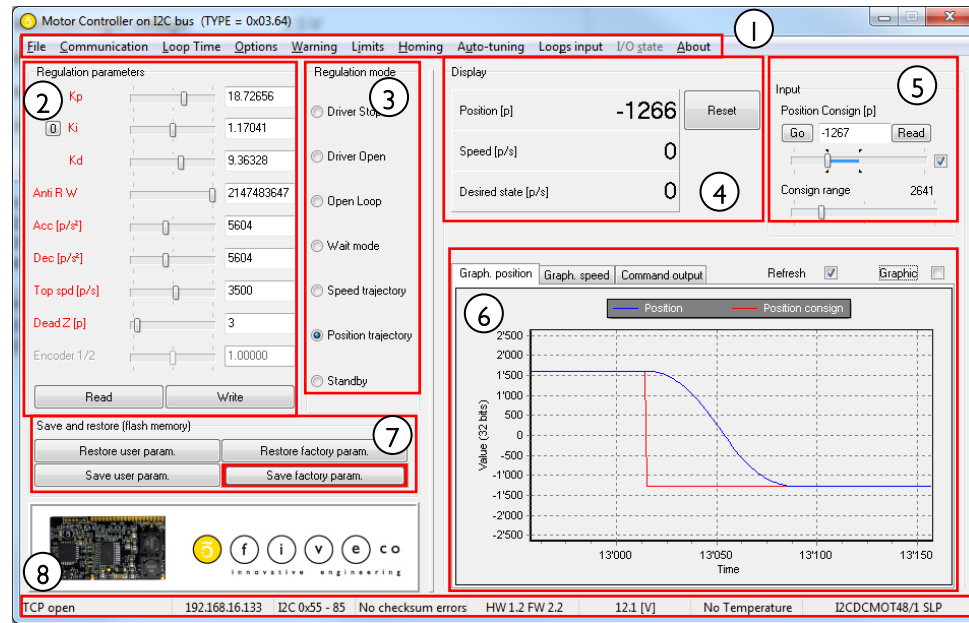 Motor Controller on I2C bus (TYPE = 0x03.64)
1
File Communication Loop Time Options Warning Limits Homing Auto-tuning Loops input I/O state About
Regulation parameters
2
Kp 18.72656
0 Ki 1.17041
Kd 9.36328
Anti R W 2147483647
Acc [p/s²] 5604
Dec [p/s²] 5604
Top spd [p/s] 3500
Dead Z [p] 3
Encoder 1/2 1.00000
Read Write
Regulation mode
3
Driver Stop
Driver Open
Open Loop
Wait mode
Speed trajectory
Position trajectory
Standby
Display
Position [p] -1266 Reset
Speed [p/s] 0
Desired state [p/s] 0
4
5
Input
Position Consign [p]
Go -1267 Read
Consign range 2641
Graph. position Graph. speed Command output Refresh Graphic
6
Position Position consign
2'500
2'000
1'500
1'000
500
0
-500
-1'000
-1'500
-2'000
-2'500
Value (32 bits)
13'000 13'050 13'100 13'150
Time
Save and restore (flash memory)
7
Restore user param. Restore factory param.
Save user param. Save factory param.
5 five co
innovative engineering
8
TCP open 192.168.16.133 I2C 0x55 - 85 No checksum errors HW 1.2 FW 2.2 12.1 [V] No Temperature I2CDCMOT48/1 SLP